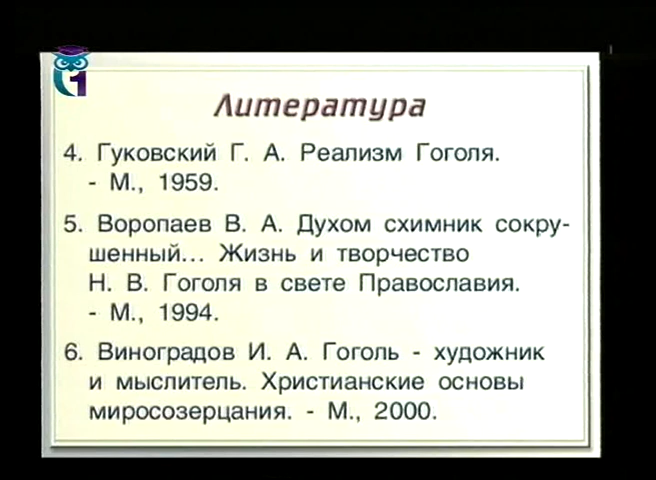 1
Литература
4. Гуковский Г. А. Реализм Гоголя.
- М., 1959.
5. Воропаев В. А. Духом схимник сокру-
шенный... Жизнь и творчество
Н. В. Гоголя в свете Православия.
- М., 1994.
6. Виноградов И. А. Гоголь - художник
и мыслитель. Христианские основы
миросозерцания. - М., 2000.